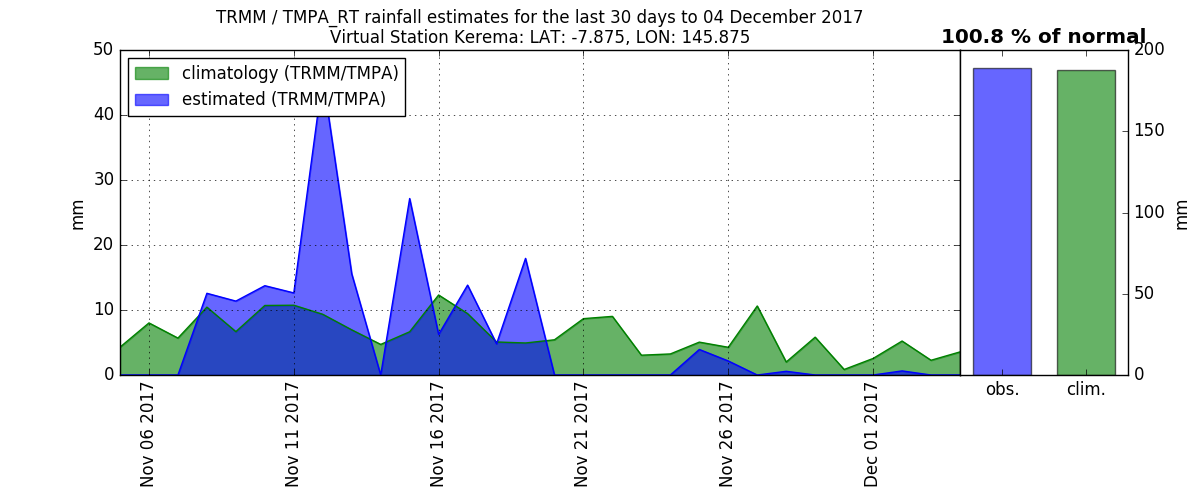 TRMM / TMPA_RT rainfall estimates for the last 30 days to 04 December 2017
Virtual Station Kerema: LAT: -7.875, LON: 145.875
100.8 % of normal
climatology (TRMM/TMPA)
estimated (TRMM/TMPA)
50
40
30
20
10
0
mm
Nov 06 2017
Nov 11 2017
Nov 16 2017
Nov 21 2017
Nov 26 2017
Dec 01 2017
obs.
clim.
200
150
100
50
0
mm